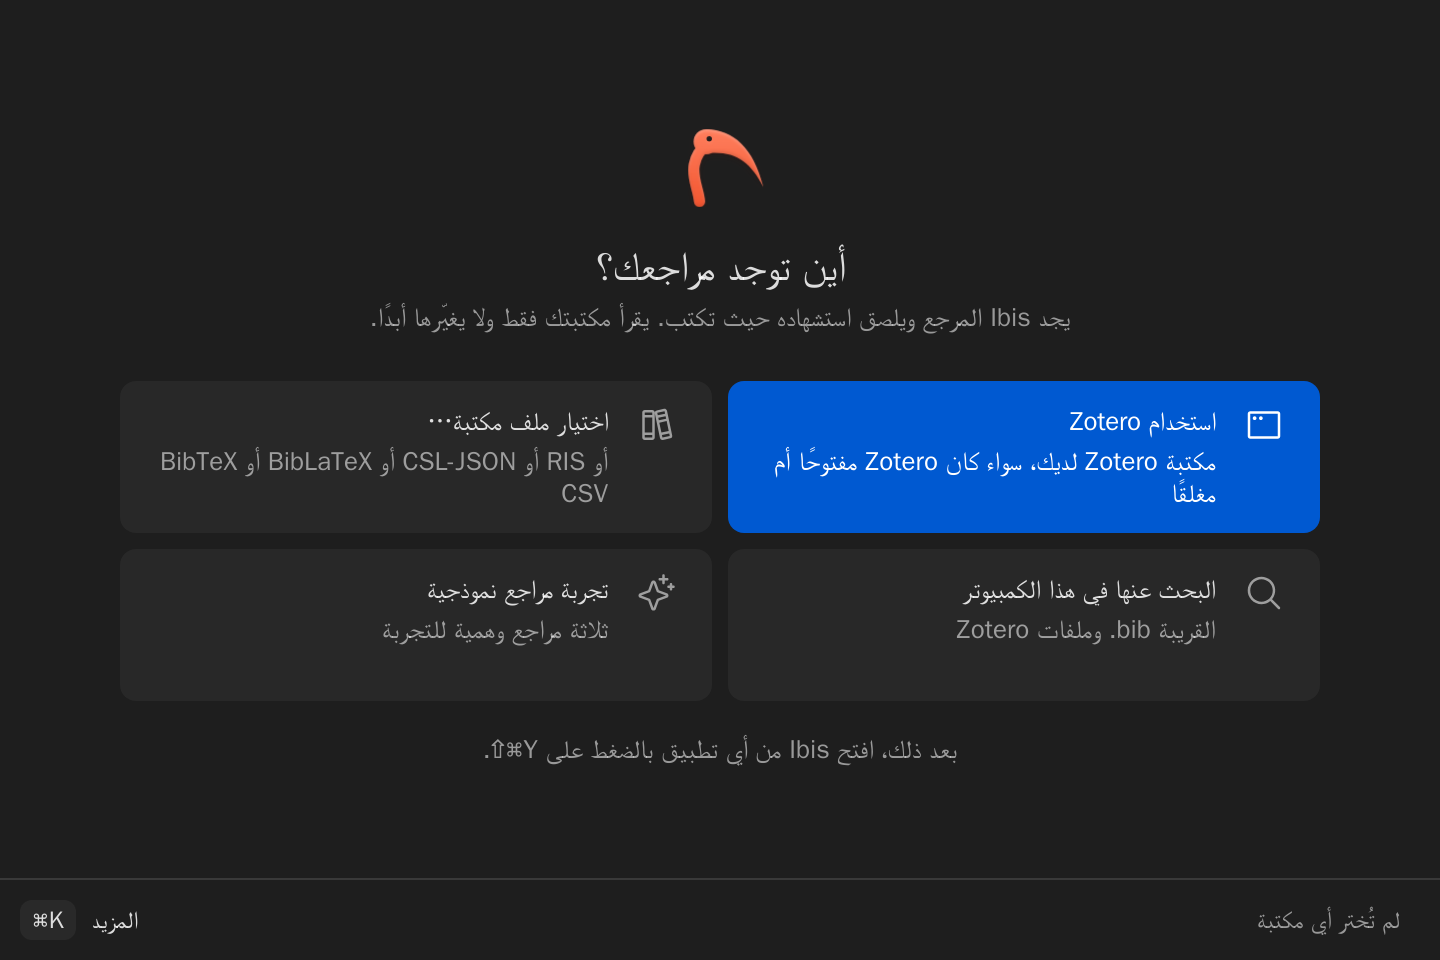 أين توجد مراجعك؟
يجد Ibis المرجع ويلصق استشهاده حيث تكتب. يقرأ مكتبتك فقط ولا يغيّرها أبدًا.
استخدام Zotero
مكتبة Zotero لديك، سواء كان Zotero مفتوحًا أم
مغلقًا
اختيار ملف مكتبة…
BibTeX أو BibLaTeX أو CSL-JSON أو RIS أو
CSV
البحث عنها في هذا الكمبيوتر
Zotero وملفات .bib القريبة
تجربة مراجع نموذجية
ثلاثة مراجع وهمية للتجربة
بعد ذلك، افتح Ibis من أي تطبيق بالضغط على ⇧⌘Y.
لم تُختر أي مكتبة
المزيد ⌘K